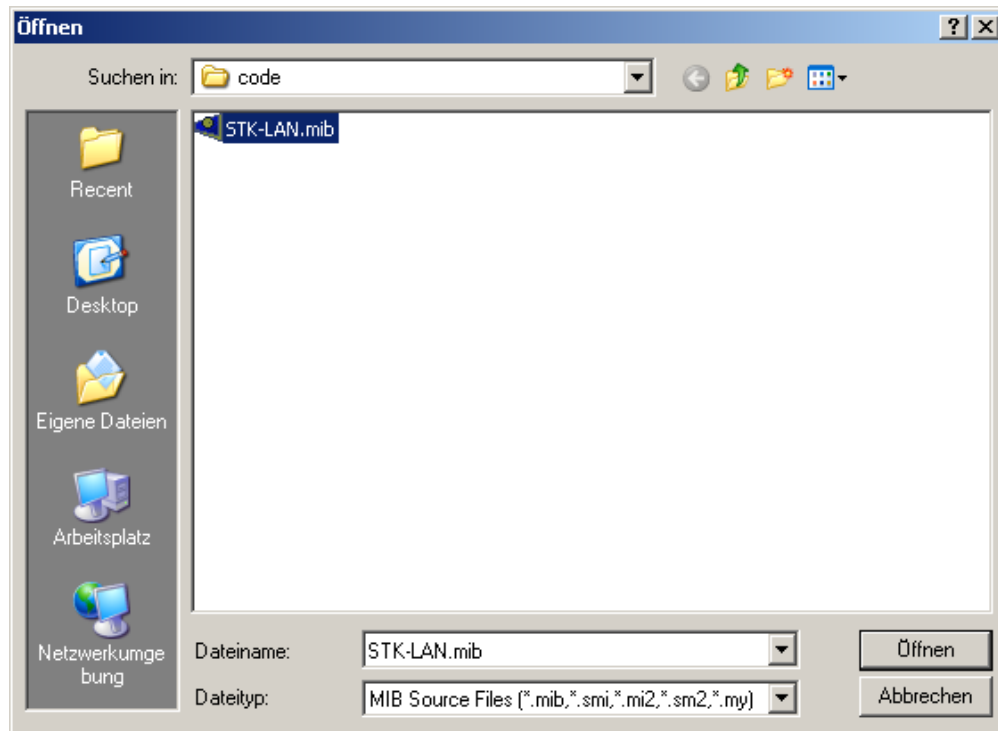 Öffnen
Suchen in: code
STK-LAN.mib
Recent
Desktop
Eigene Dateien
Arbeitsplatz
Netzwerkumge
bung
Dateiname: STK-LAN.mib Öffnen
Dateityp: MIB Source Files (*.mib,*.smi,*.mi2,*.sm2,*.my) Abbrechen